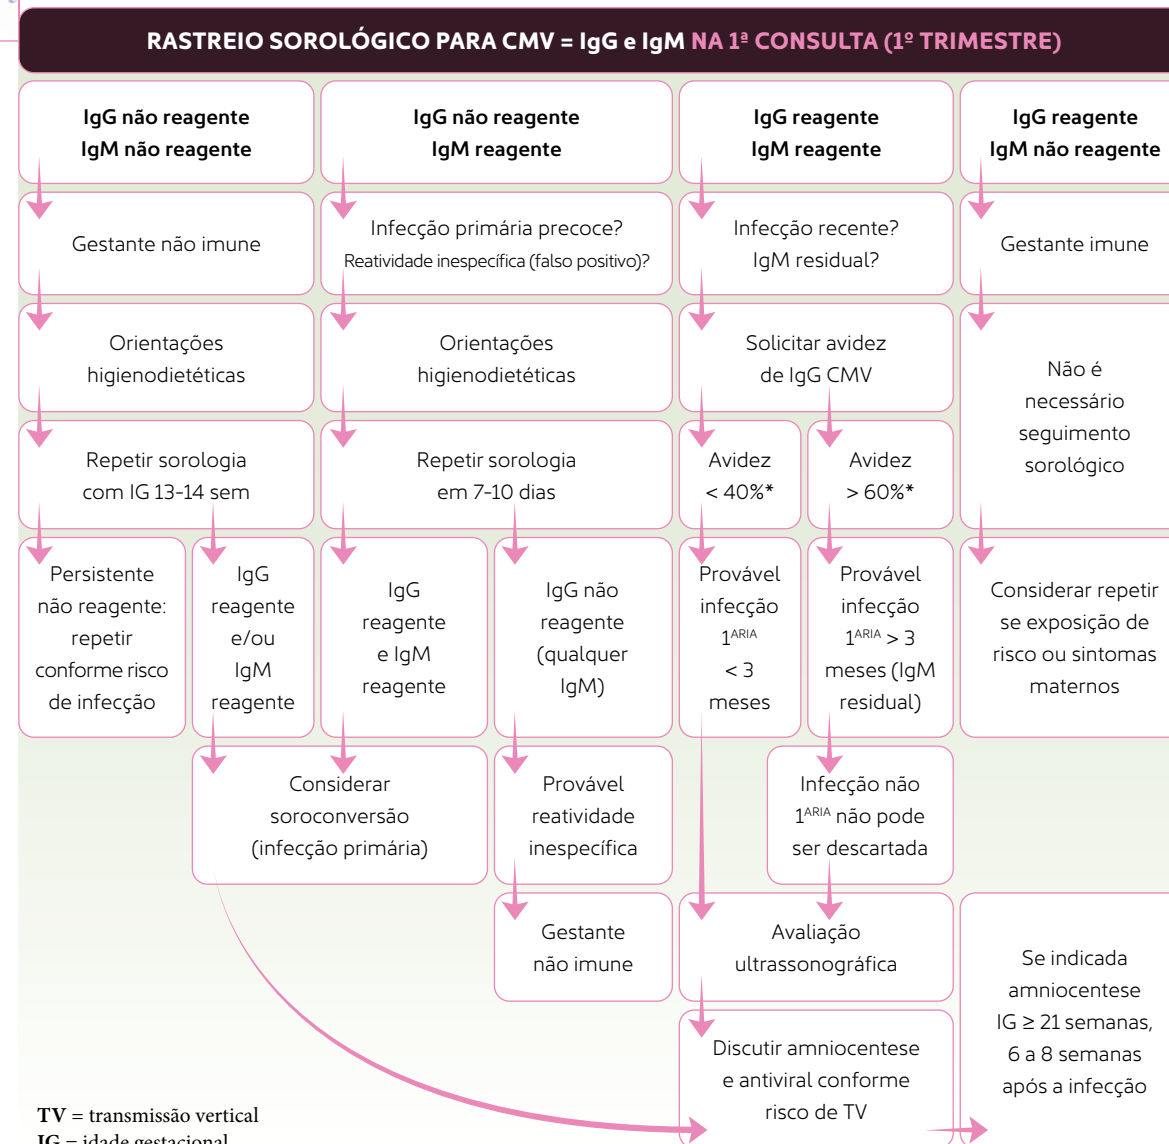 RASTREIO SOROLÓGICO PARA CMV = IgG e IgM NA 1ª CONSULTA (1º TRIMESTRE)
IgG não reagente
IgM não reagente
IgG não reagente
IgM reagente
IgG reagente
IgM reagente
IgG reagente
IgM não reagente
Gestante não imune
Infecção primária precoce?
Reatividade inespecífica (falso positivo)?
Infecção recente?
IgM residual?
Gestante imune
Orientações
higienodietéticas
Orientações
higienodietéticas
Solicitar avidez
de IgG CMV
Não é
necessário
seguimento
sorológico
Repetir sorologia
com IG 13-14 sem
Repetir sorologia
em 7-10 dias
Avidez
< 40%*
Avidez
> 60%*
Persistente
não reagente:
repetir
conforme risco
de infecção
IgG
reagente
e/ou
IgM
reagente
IgG
reagente
e IgM
reagente
IgG não
reagente
(qualquer
IgM)
Provável
infecção
1ᴬᴿᴵᴬ
< 3
meses
Provável
infecção
1ᴬᴿᴵᴬ > 3
meses (IgM
residual)
Considerar repetir
se exposição de
risco ou sintomas
maternos
Considerar
soroconversão
(infecção primária)
Provável
reatividade
inespecífica
Infecção não
1ᴬᴿᴵᴬ não pode
ser descartada
Gestante
não imune
Avaliação
ultrassonográfica
Se indicada
amniocentese
IG ≥ 21 semanas,
6 a 8 semanas
após a infecção
Discutir amniocentese
e antiviral conforme
risco de TV
TV = transmissão vertical
IG = idade gestacional